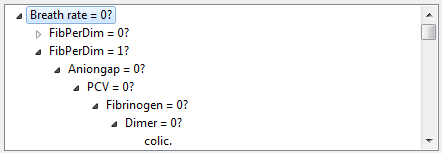 Breath rate = 0?
FibPerDim = 0?
FibPerDim = 1?
Aniongap = 0?
PCV = 0?
Fibrinogen = 0?
Dimer = 0?
colic.